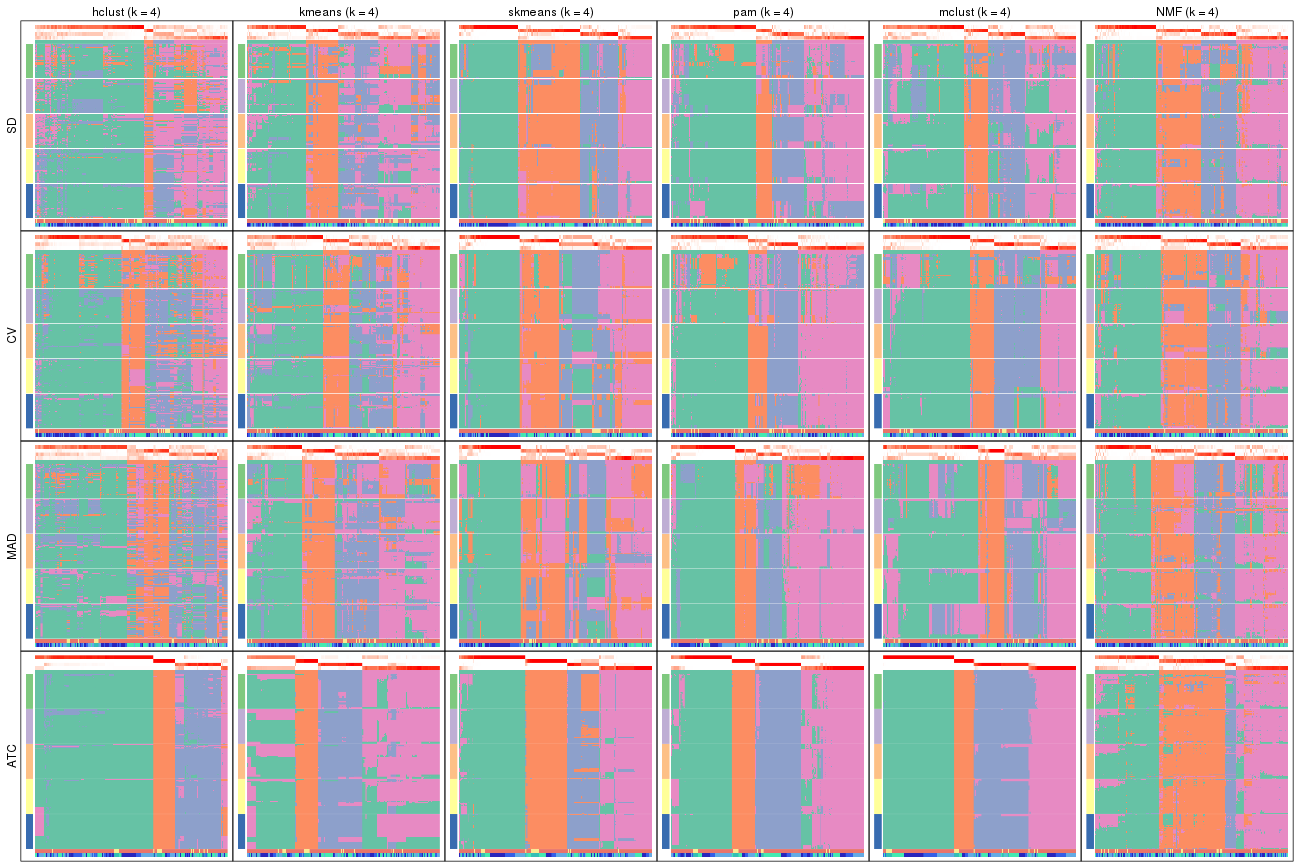 hclust (k = 4) kmeans (k = 4) skmeans (k = 4) pam (k = 4) mclust (k = 4) NMF (k = 4)
SD
CV
MAD
ATC